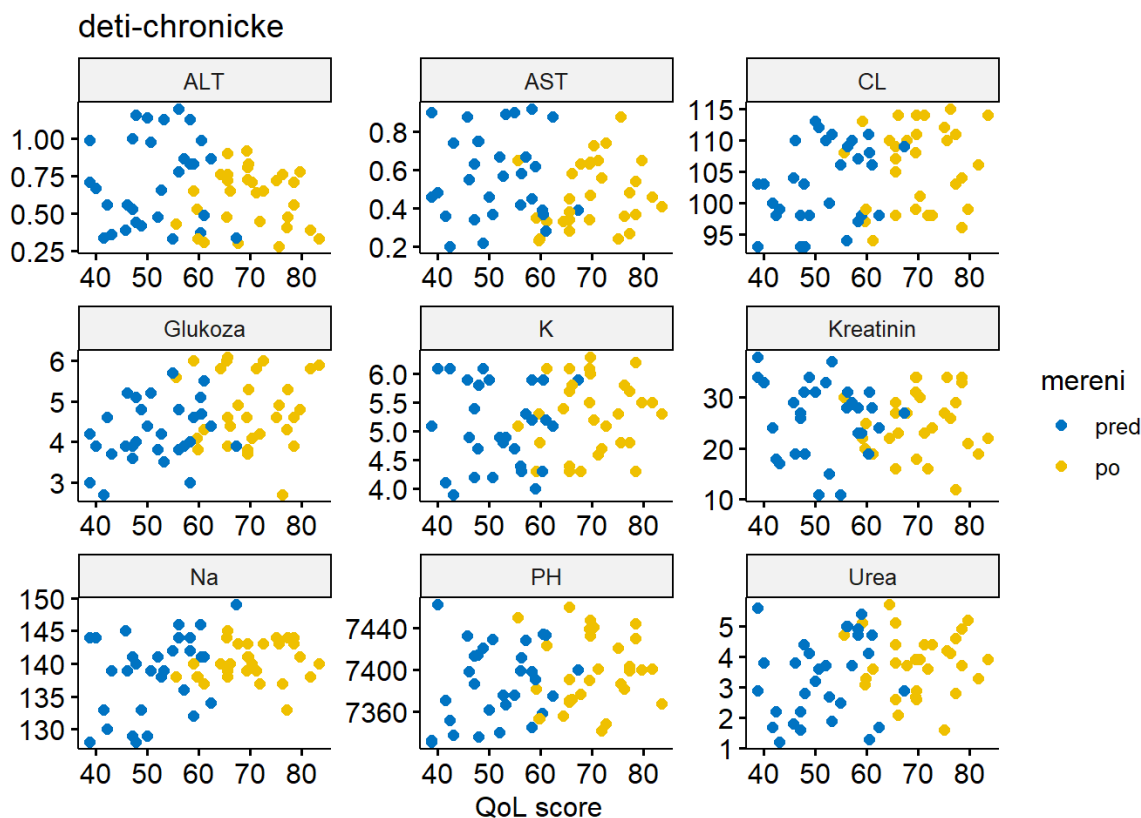 deti-chronicke
ALT
AST
CL
1.00
0.75
0.50
0.25
0.8
0.6
0.4
0.2
115
110
105
100
95
40 50 60 70 80
40 50 60 70 80
40 50 60 70 80
Glukoza
K
Kreatinin
6
5
4
3
6.0
5.5
5.0
4.5
4.0
30
20
10
40 50 60 70 80
40 50 60 70 80
40 50 60 70 80
mereni
pred
po
Na
PH
Urea
150
145
140
135
130
7440
7400
7360
5
4
3
2
1
40 50 60 70 80
40 50 60 70 80
40 50 60 70 80
QoL score